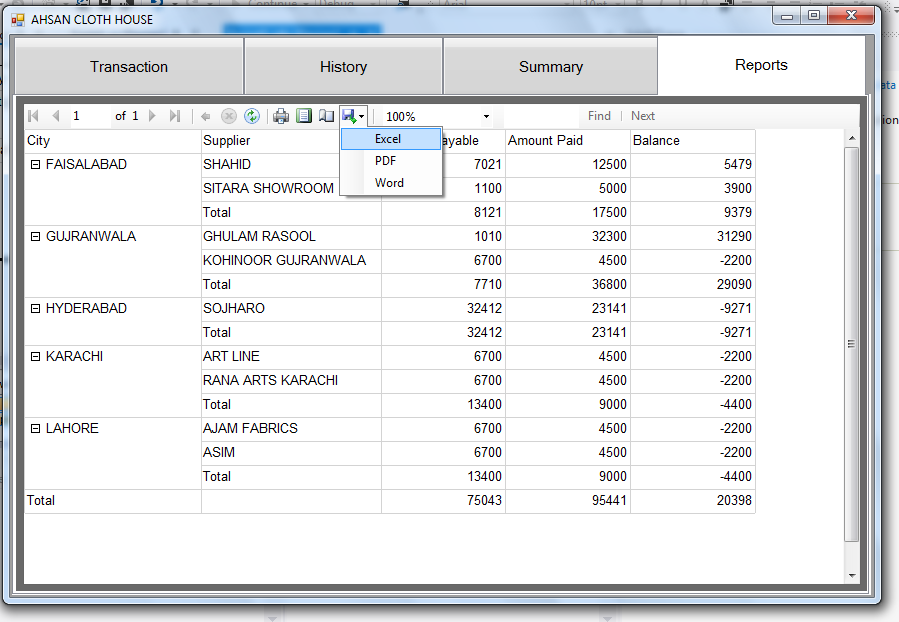 AHSAN CLOTH HOUSE
Transaction History Summary Reports
1 of 1 100% Find Next
City Supplier ayable Amount Paid Balance
Excel
PDF
Word
FAISALABAD SHAHID 7021 12500 5479
SITARA SHOWROOM 1100 5000 3900
Total 8121 17500 9379
GUJRANWALA GHULAM RASOOL 1010 32300 31290
KOHINOOR GUJRANWALA 6700 4500 -2200
Total 7710 36800 29090
HYDERABAD SOJHARO 32412 23141 -9271
Total 32412 23141 -9271
KARACHI ART LINE 6700 4500 -2200
RANA ARTS KARACHI 6700 4500 -2200
Total 13400 9000 -4400
LAHORE AJAM FABRICS 6700 4500 -2200
ASIM 6700 4500 -2200
Total 13400 9000 -4400
Total 75043 95441 20398